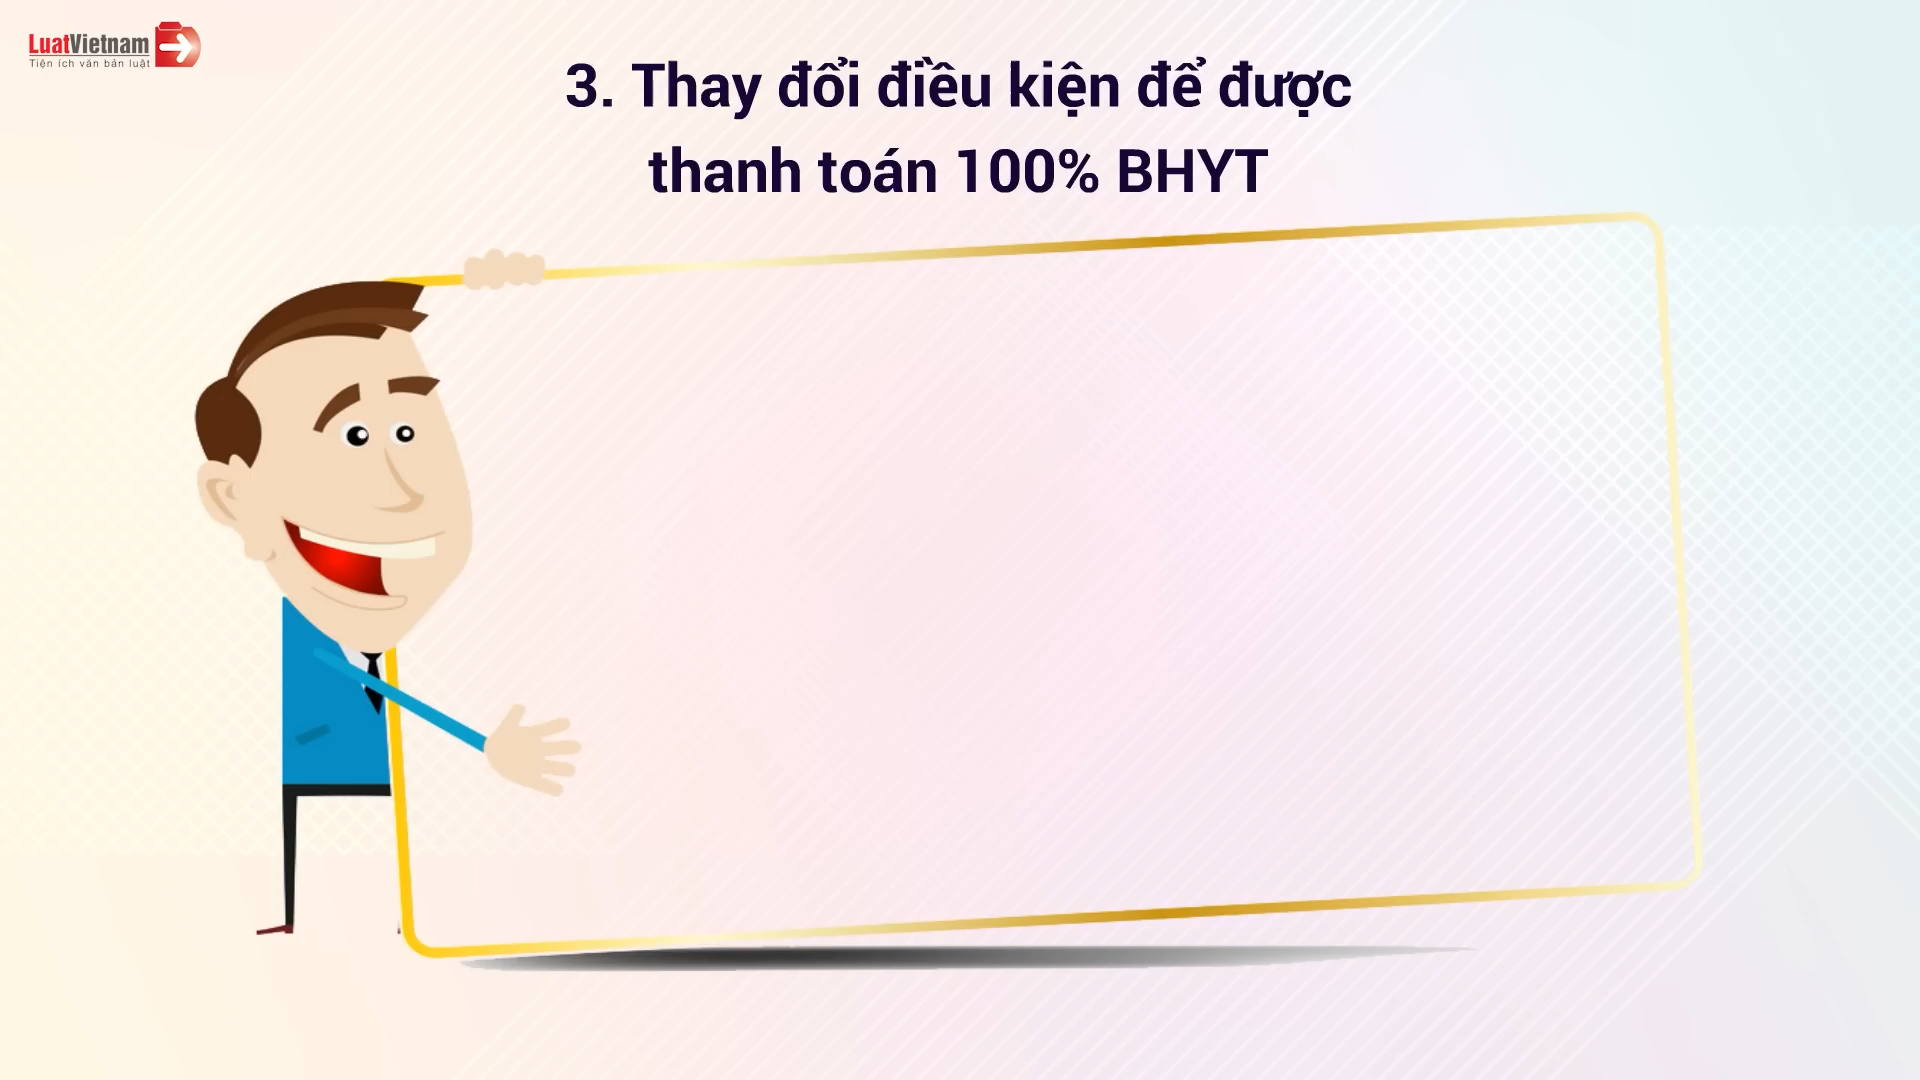 LuatVietnam
Tiện ích văn bản luật
3. Thay đổi điều kiện để được
thanh toán 100% BHYT